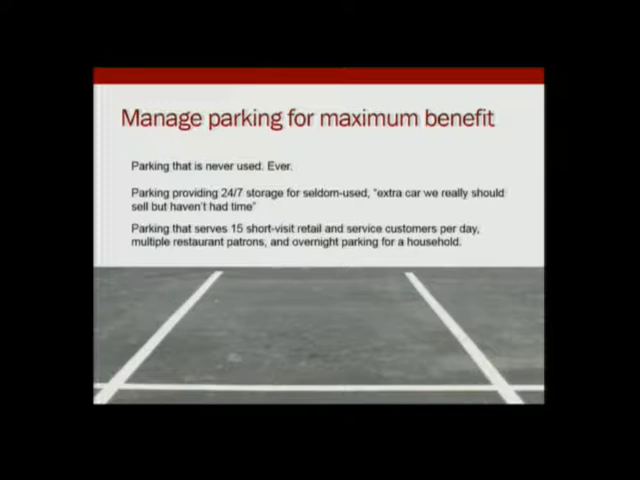 Manage parking for maximum benefit
Parking that is never used. Ever.
Parking providing 24/7 storage for seldom-used, “extra car we really should
sell but haven’t had time”
Parking that serves 15 short-visit retail and service customers per day,
multiple restaurant patrons, and overnight parking for a household.